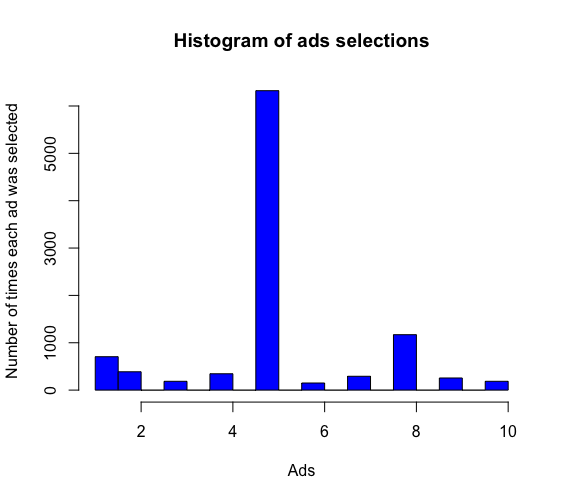 Histogram of ads selections
Number of times each ad was selected
5000
3000
1000
0
2 4 6 8 10
Ads